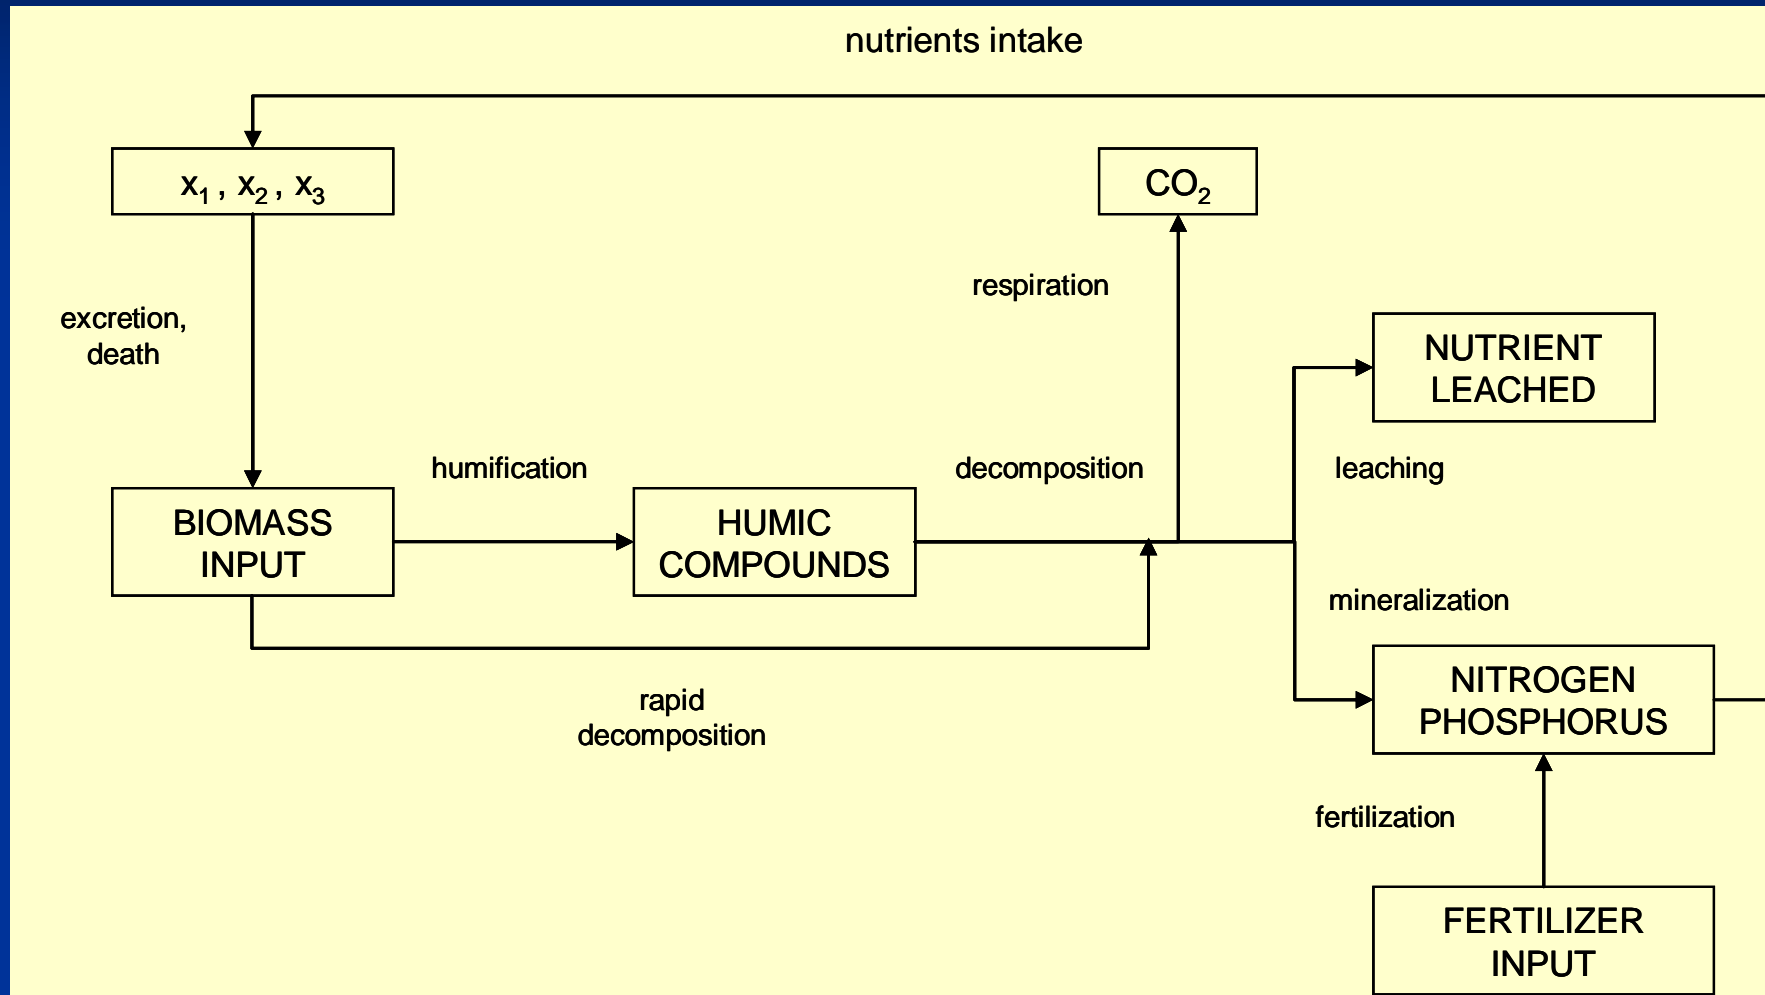 nutrients intake
x₁ , x₂ , x₃
CO₂
respiration
excretion,
death
NUTRIENT
LEACHED
humification
decomposition
leaching
BIOMASS
INPUT
HUMIC
COMPOUNDS
mineralization
rapid
decomposition
NITROGEN
PHOSPHORUS
fertilization
FERTILIZER
INPUT